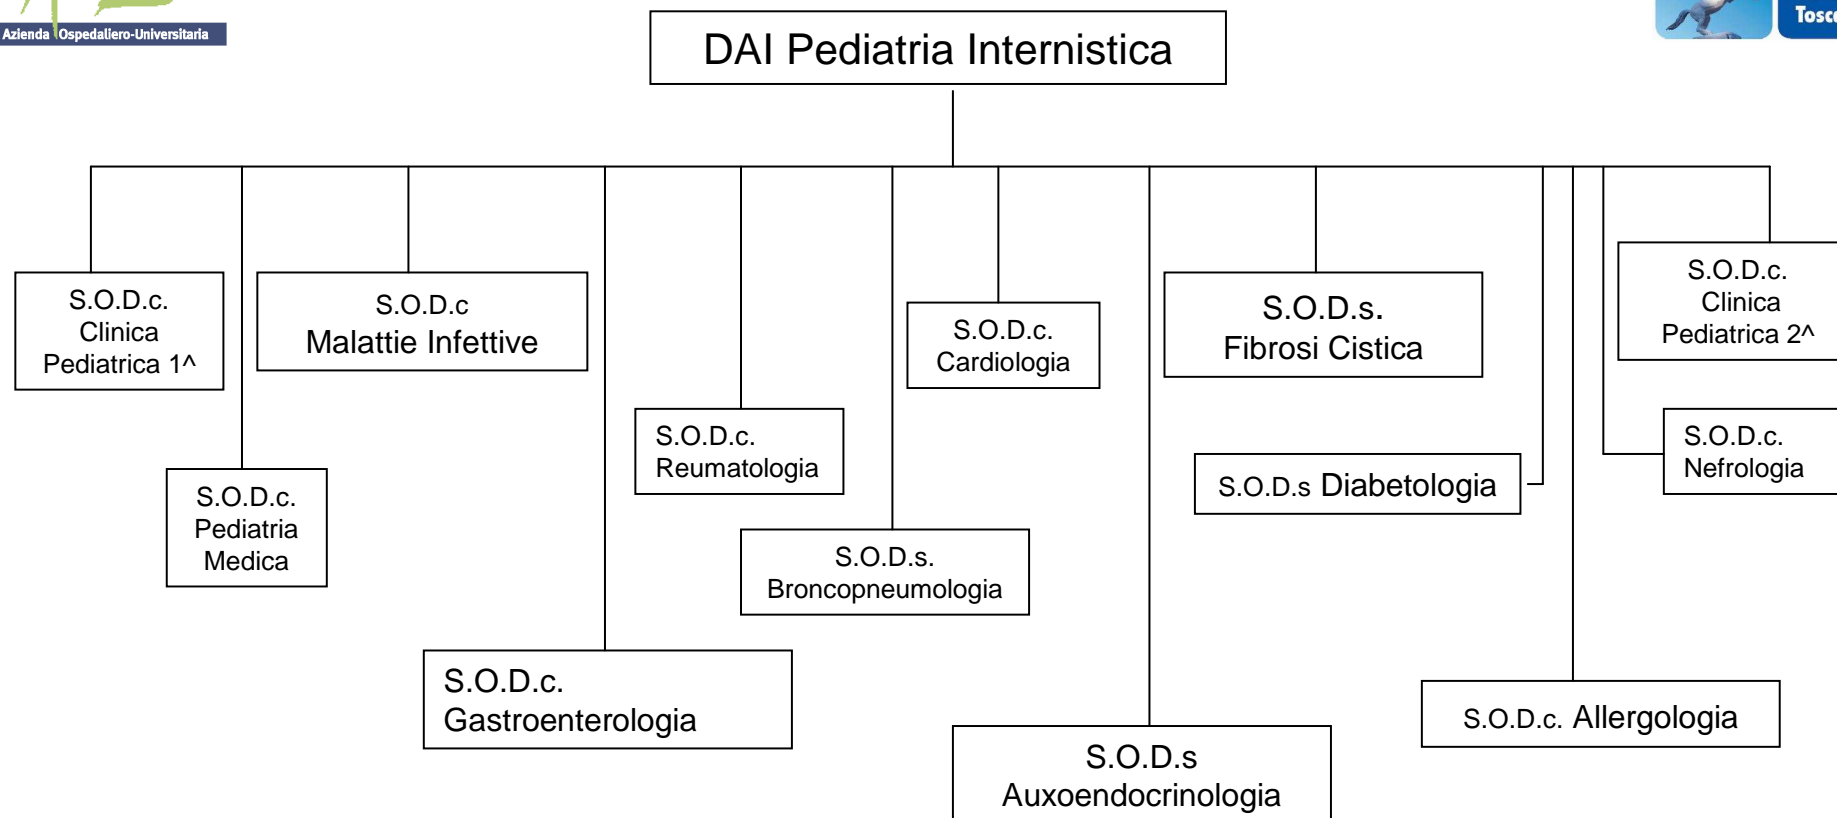 Azienda Ospedaliero-Universitaria
DAI Pediatria Internistica
S.O.D.c.
Clinica
Pediatrica 1^
S.O.D.c
Malattie Infettive
S.O.D.c.
Cardiologia
S.O.D.s.
Fibrosi Cistica
S.O.D.c.
Clinica
Pediatrica 2^
S.O.D.c.
Reumatologia
S.O.D.c.
Nefrologia
S.O.D.c.
Pediatria
Medica
S.O.D.s Diabetologia
S.O.D.s.
Broncopneumologia
S.O.D.c.
Gastroenterologia
S.O.D.c. Allergologia
S.O.D.s
Auxoendocrinologia